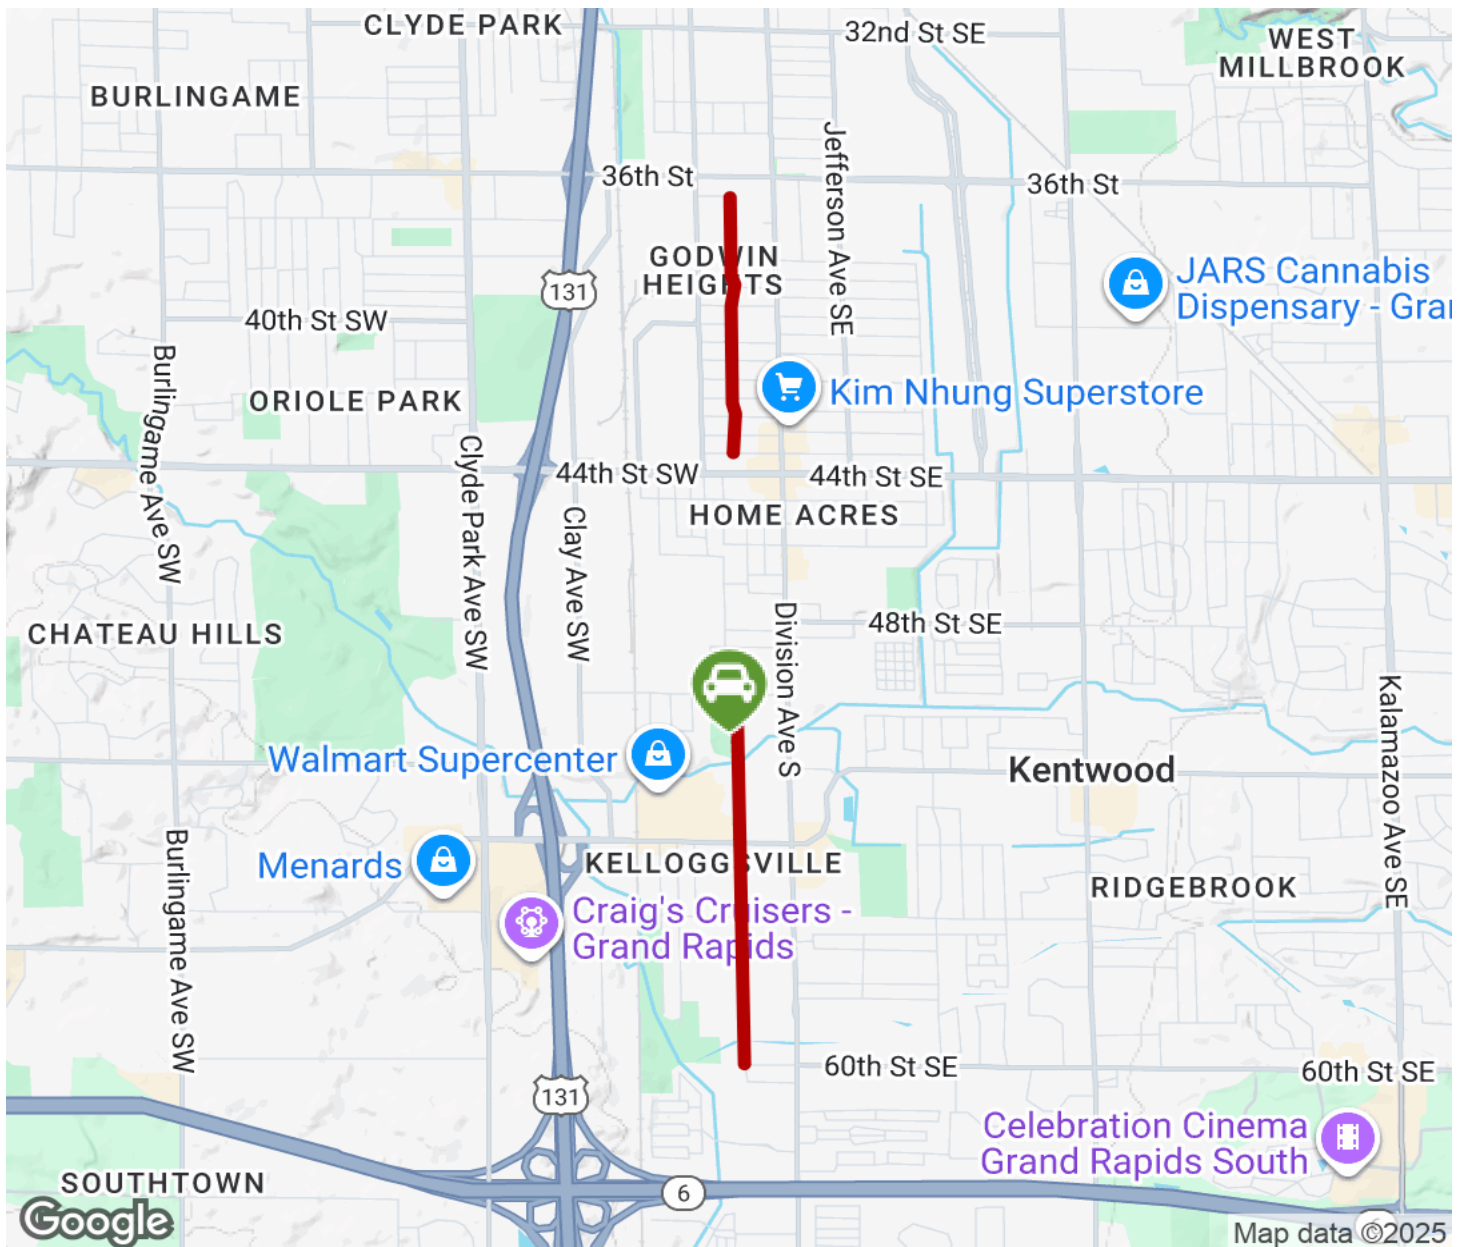 CLYDE PARK
32nd St SE
WEST
MILLBROOK
BURLINGAME
36th St
36th St
Jefferson Ave SE
GODWIN
HEIGHTS
131
JARS Cannabis
Dispensary - Gra
40th St SW
Burlingame Ave SW
ORIOLE PARK
Kim Nhung Superstore
Clyde Park Ave SW
44th St SW
44th St SE
HOME ACRES
Clay Ave SW
CHATEAU HILLS
Division Ave S
48th St SE
Kalamazoo Ave SE
Walmart Supercenter
Kentwood
Burlingame Ave SW
Menards
KELLOGGSVILLE
RIDGEBROOK
Craig's Cruisers -
Grand Rapids
60th St SE
60th St SE
131
Celebration Cinema
Grand Rapids South
SOUTHTOWN
6
6
Google
Map data ©2025